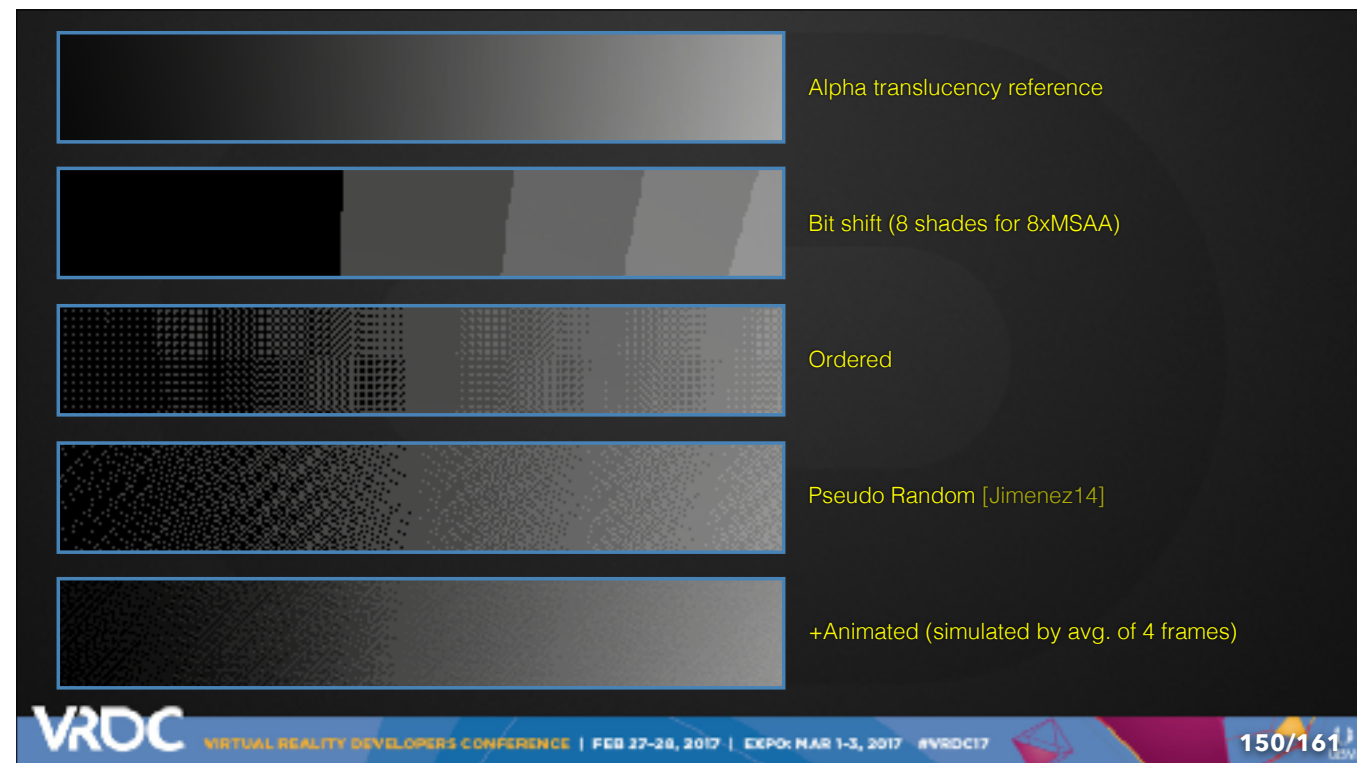 Alpha translucency reference
Bit shift (8 shades for 8xMSAA)
Ordered
Pseudo Random [Jimenez14]
+Animated (simulated by avg. of 4 frames)
VRDC VIRTUAL REALITY DEVELOPERS CONFERENCE | FEB 27-28, 2017 | EXPO: MAR 1-3, 2017 #VRDC17 150/161